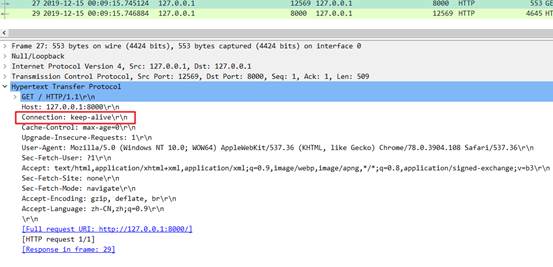 27 2019-12-15 00:09:15.745124 127.0.0.1 12569 127.0.0.1 8000 HTTP 553 GE
29 2019-12-15 00:09:15.746884 127.0.0.1 8000 127.0.0.1 12569 HTTP 4645 HT
Frame 27: 553 bytes on wire (4424 bits), 553 bytes captured (4424 bits) on interface 0
Null/Loopback
Internet Protocol Version 4, Src: 127.0.0.1, Dst: 127.0.0.1
Transmission Control Protocol, Src Port: 12569, Dst Port: 8000, Seq: 1, Ack: 1, Len: 509
Hypertext Transfer Protocol
GET / HTTP/1.1\r\n
Host: 127.0.0.1:8000\r\n
Connection: keep-alive\r\n
Cache-Control: max-age=0\r\n
Upgrade-Insecure-Requests: 1\r\n
User-Agent: Mozilla/5.0 (Windows NT 10.0; WOW64) AppleWebKit/537.36 (KHTML, like Gecko) Chrome/78.0.3904.108 Safari/537.36\r\n
Sec-Fetch-User: ?1\r\n
Accept: text/html,application/xhtml+xml,application/xml;q=0.9,image/webp,image/apng,*/*;q=0.8,application/signed-exchange;v=b3\r\n
Sec-Fetch-Site: none\r\n
Sec-Fetch-Mode: navigate\r\n
Accept-Encoding: gzip, deflate, br\r\n
Accept-Language: zh-CN,zh;q=0.9\r\n
\r\n
[Full request URI: http://127.0.0.1:8000/]
[HTTP request 1/1]
[Response in frame: 29]